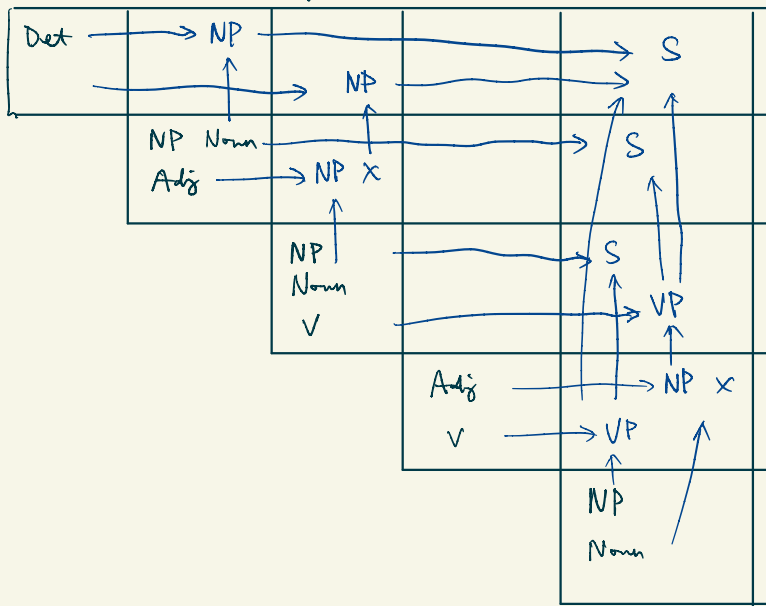 Det NP S
NP
NP Noun S
Adj NP X
NP S
Noun
V VP
Adj NP X
V VP
NP
Noun